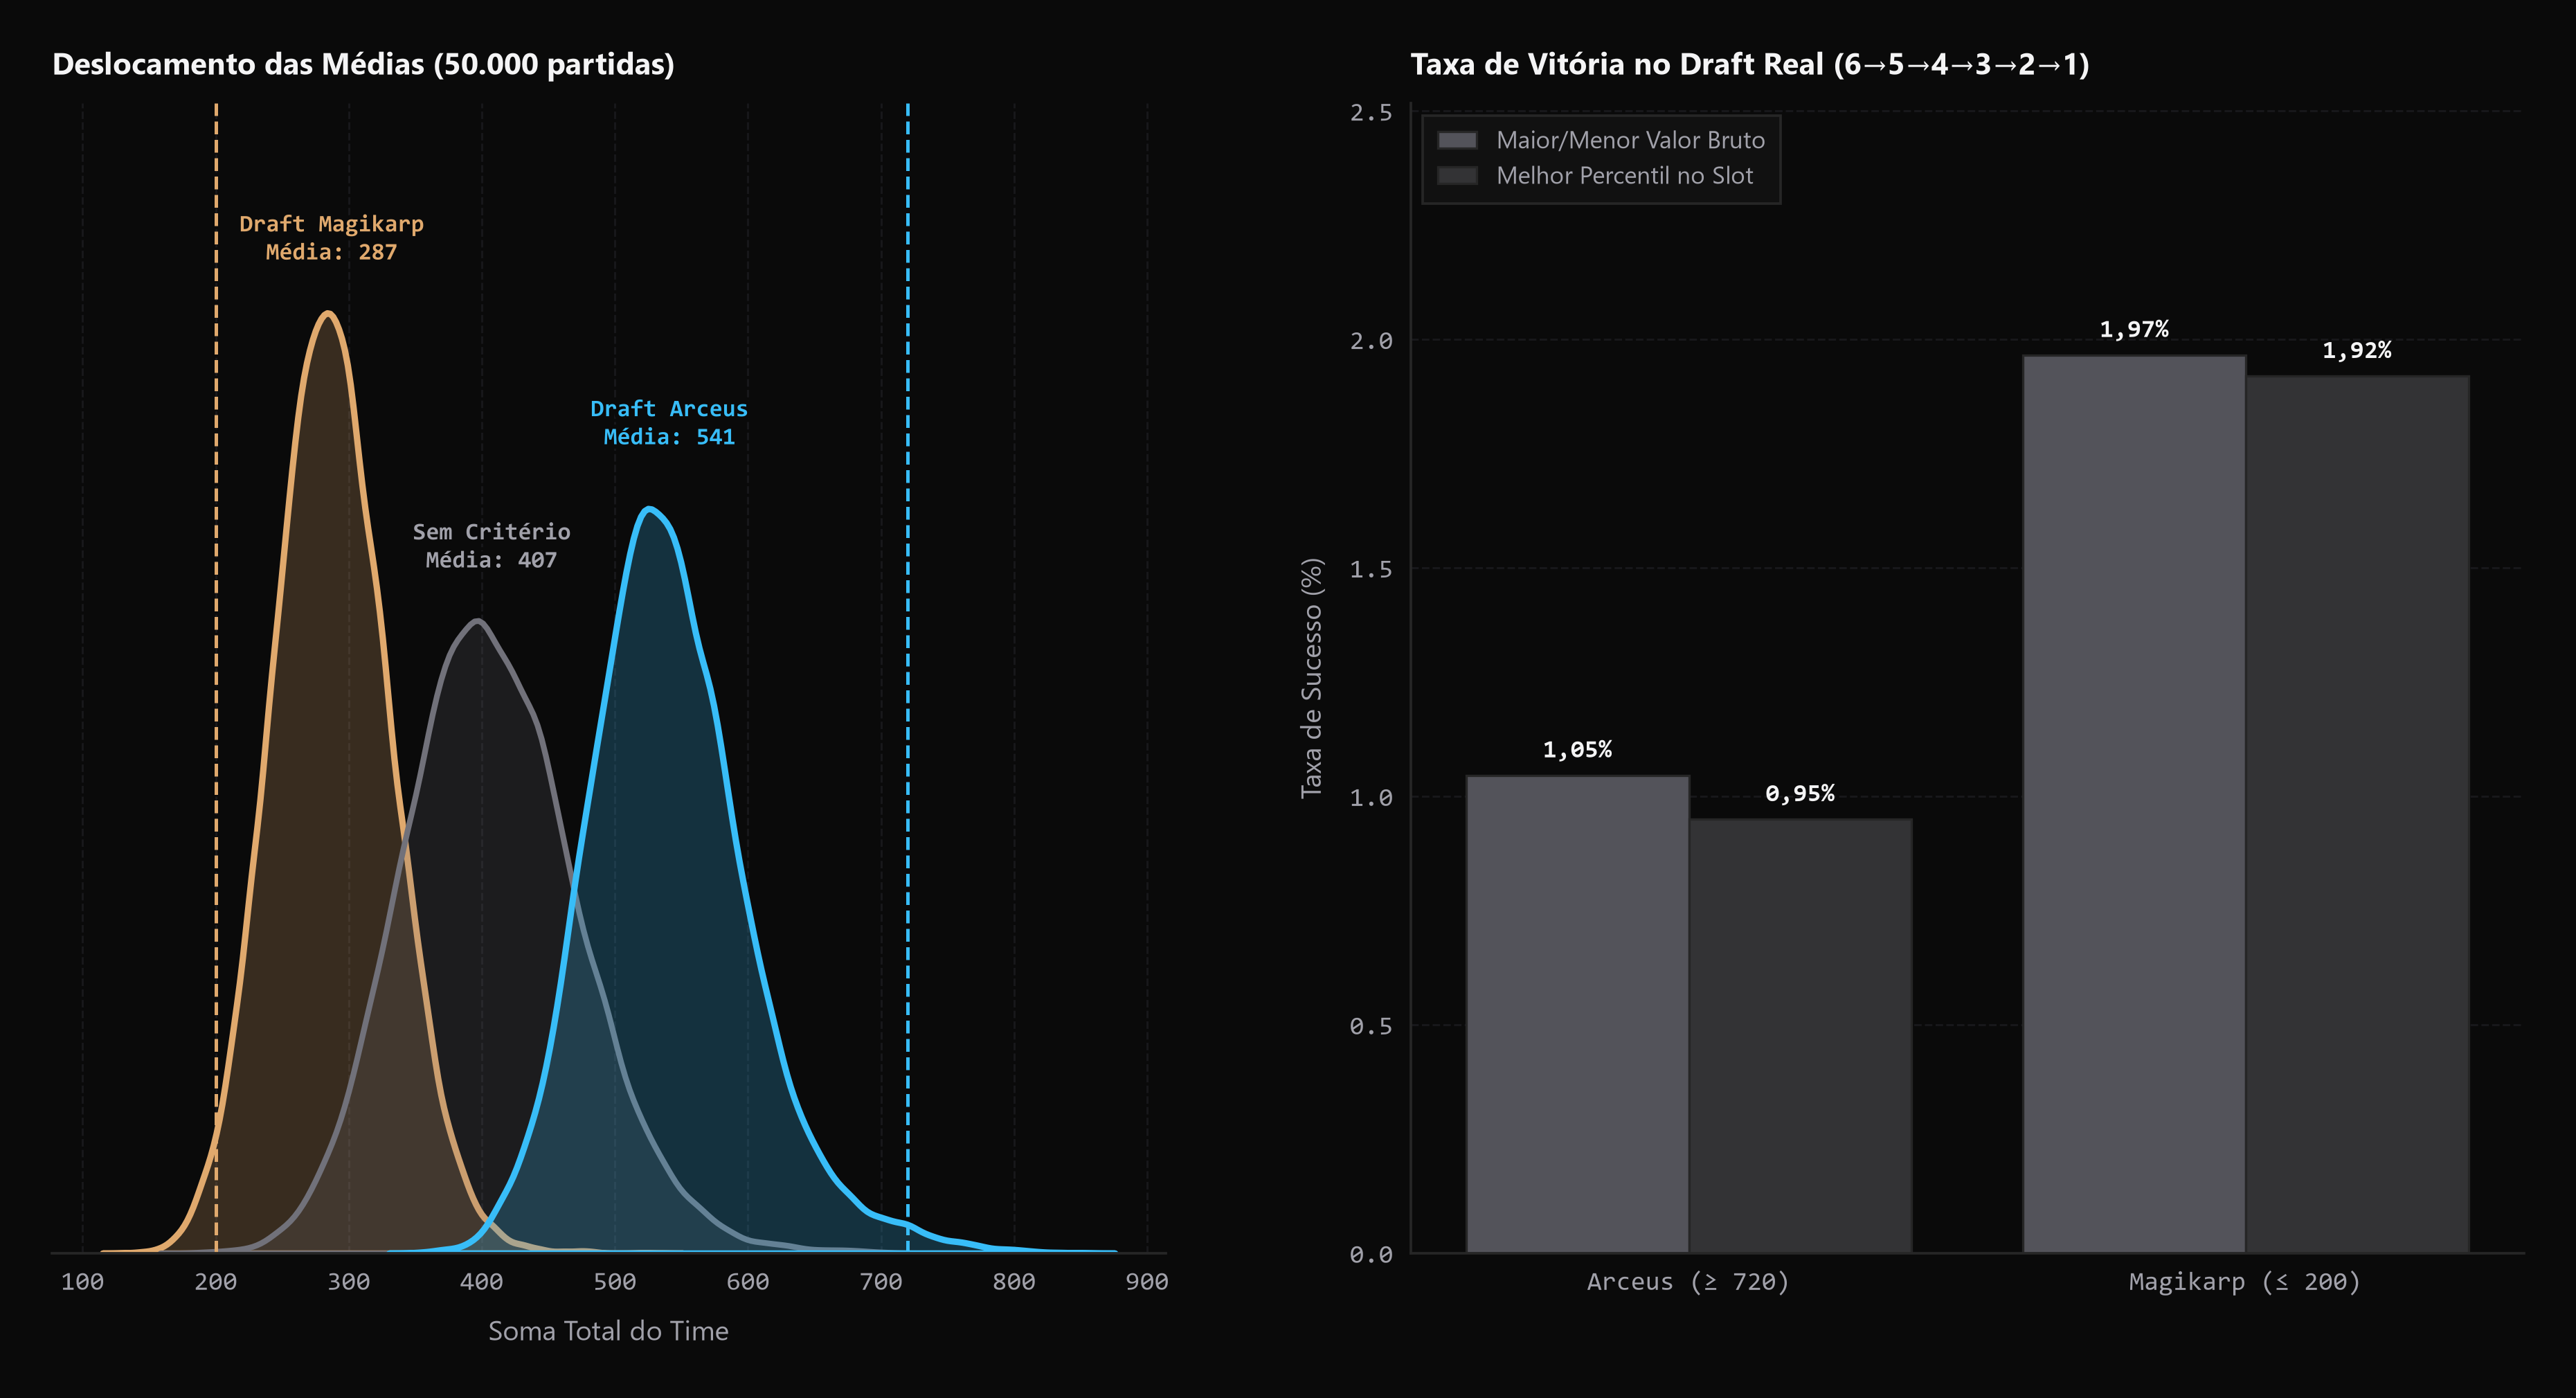 Deslocamento das Médias (50.000 partidas)
Draft Magikarp
Média: 287
Draft Arceus
Média: 541
Sem Critério
Média: 407
100 200 300 400 500 600 700 800 900
Soma Total do Time
Taxa de Vitória no Draft Real (6→5→4→3→2→1)
Maior/Menor Valor Bruto
Melhor Percentil no Slot
Taxa de Sucesso (%)
2.5
2.0
1.5
1.0
0.5
0.0
1,05%
0,95%
1,97%
1,92%
Arceus (≥ 720)
Magikarp (≤ 200)